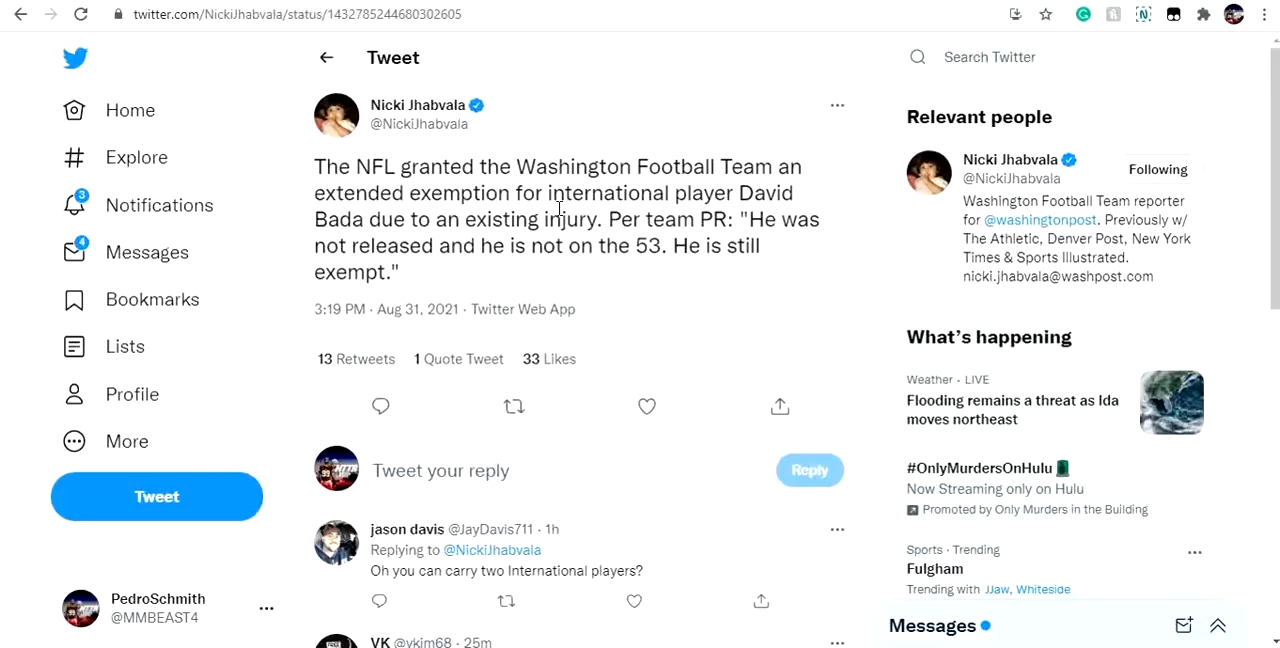 twitter.com/NickiJhabvala/status/1432785244680302605
Home
Explore
3
Notifications
4
Messages
Bookmarks
Lists
Profile
More
Tweet
PedroSchmith
@MMBEAST4
Tweet
Nicki Jhabvala
@NickiJhabvala
The NFL granted the Washington Football Team an
extended exemption for international player David
Bada due to an existing injury. Per team PR: "He was
not released and he is not on the 53. He is still
exempt."
3:19 PM · Aug 31, 2021 · Twitter Web App
13 Retweets 1 Quote Tweet 33 Likes
Tweet your reply
Reply
jason davis @JayDavis711 · 1h
Replying to @NickiJhabvala
Oh you can carry two International players?
VK @vkim68 · 25m
Search Twitter
Relevant people
Nicki Jhabvala
@NickiJhabvala
Following
Washington Football Team reporter
for @washingtonpost. Previously w/
The Athletic, Denver Post, New York
Times & Sports Illustrated.
nicki.jhabvala@washpost.com
What's happening
Weather · LIVE
Flooding remains a threat as Ida
moves northeast
#OnlyMurdersOnHulu
Now Streaming only on Hulu
Promoted by Only Murders in the Building
Sports · Trending
Fulgham
Trending with JJaw, Whiteside
Messages